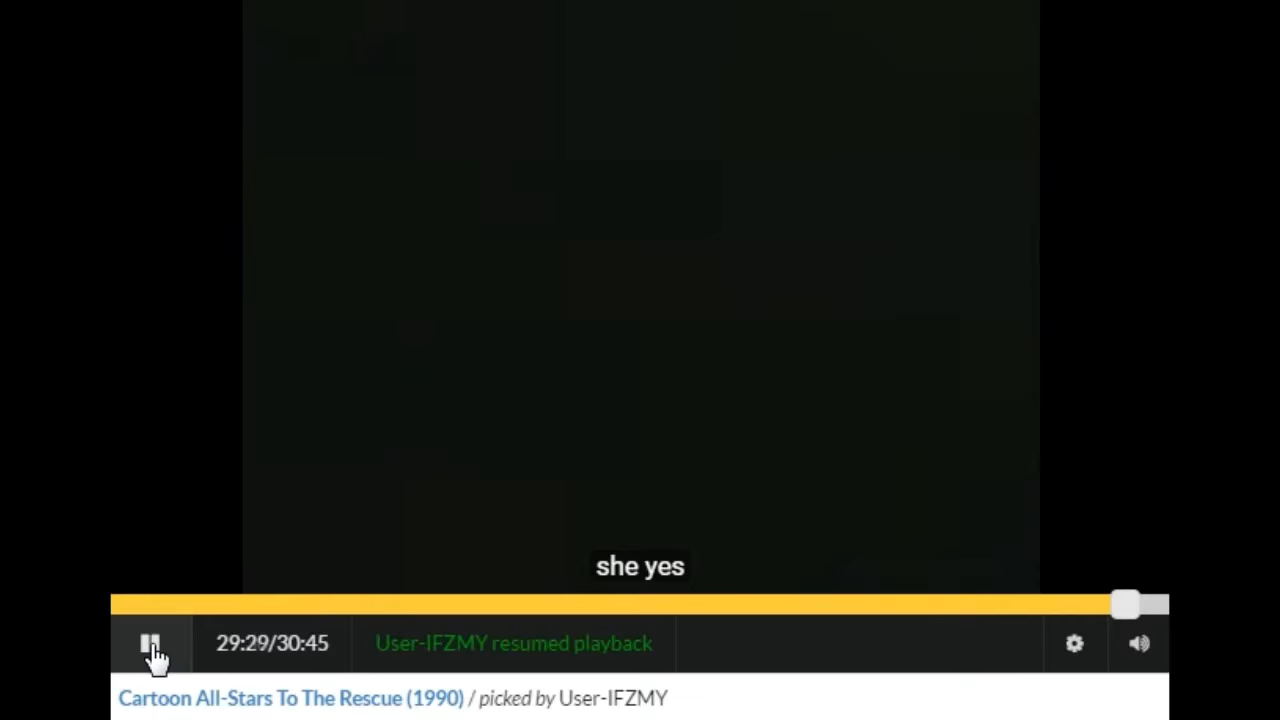 she yes
29:29/30:45 User-IFZMY resumed playback
Cartoon All-Stars To The Rescue (1990) / picked by User-IFZMY